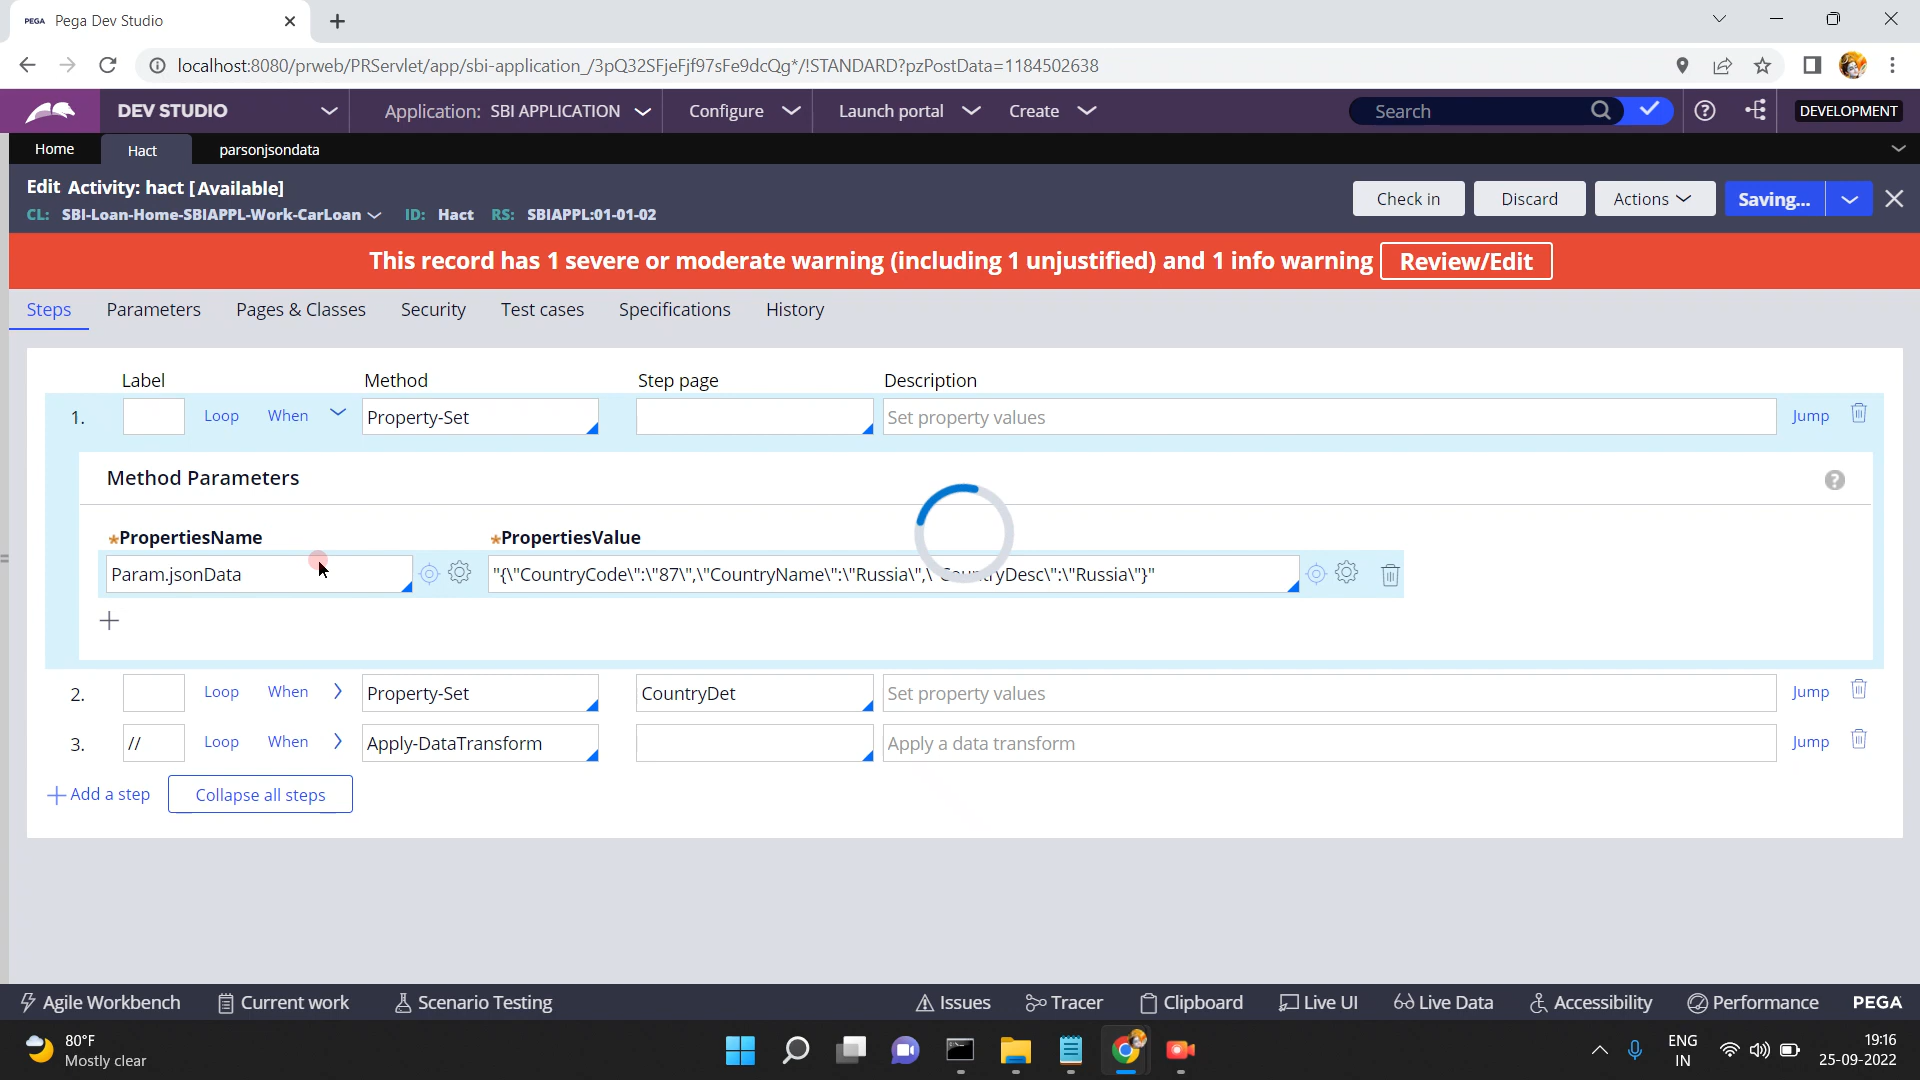 PEGA Pega Dev Studio
localhost:8080/prweb/PRServlet/app/sbi-application_/3pQ32SFjeFjf97sFe9dcQg*/!STANDARD?pzPostData=1184502638
DEV STUDIO Application: SBI APPLICATION Configure Launch portal Create Search DEVELOPMENT
Home Hact parsonjsondata
Edit Activity: hact [Available]
CL: SBI-Loan-Home-SBIAPPL-Work-CarLoan ID: Hact RS: SBIAPPL:01-01-02
Check in Discard Actions Saving...
This record has 1 severe or moderate warning (including 1 unjustified) and 1 info warning Review/Edit
Steps Parameters Pages & Classes Security Test cases Specifications History
Label Method Step page Description
1. Loop When Property-Set Set property values Jump
Method Parameters
*PropertiesName *PropertiesValue
Param.jsonData "{\"CountryCode\":\"87\",\"CountryName\":\"Russia\",\"CountryDesc\":\"Russia\"}"
2. Loop When Property-Set CountryDet Set property values Jump
3. // Loop When Apply-DataTransform Apply a data transform Jump
Add a step Collapse all steps
Agile Workbench Current work Scenario Testing Issues Tracer Clipboard Live UI Live Data Accessibility Performance PEGA
80°F
Mostly clear
ENG
IN
19:16
25-09-2022